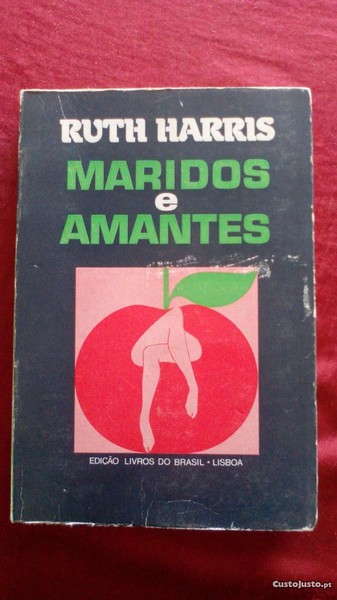 RUTH HARRIS
MARIDOS
e
AMANTES
EDIÇÃO LIVROS DO BRASIL • LISBOA
CustoJusto.pt